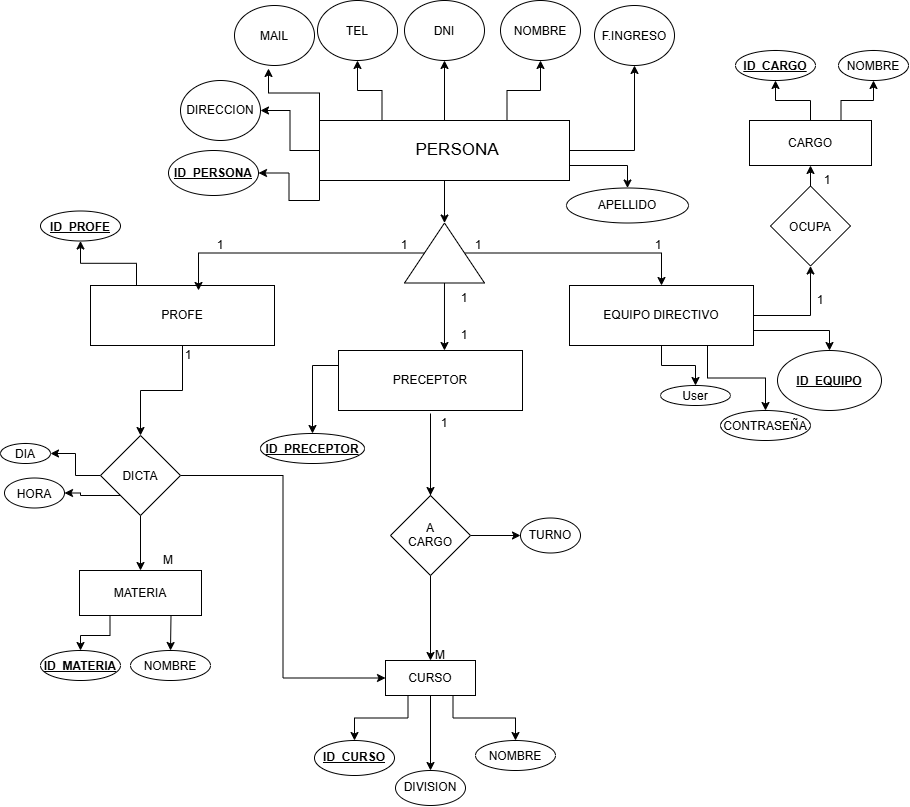 MAIL
TEL
DNI
NOMBRE
F.INGRESO
ID_CARGO
NOMBRE
DIRECCION
PERSONA
CARGO
ID_PERSONA
1
APELLIDO
ID_PROFE
OCUPA
1
1
1
1
1
1
PROFE
EQUIPO DIRECTIVO
1
1
PRECEPTOR
ID_EQUIPO
User
1
CONTRASEÑA
ID_PRECEPTOR
DIA
DICTA
HORA
A
CARGO
TURNO
M
MATERIA
M
ID_MATERIA
NOMBRE
CURSO
ID_CURSO
NOMBRE
DIVISION